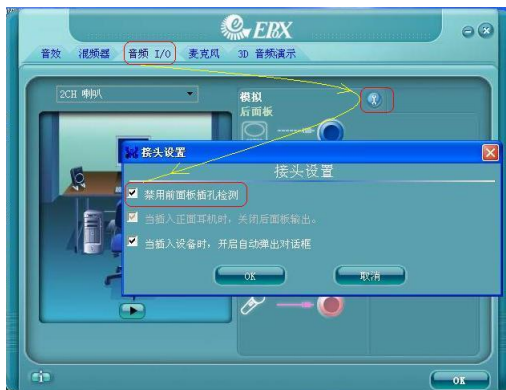 ERX
音效 混频器 音频 I/O 麦克风 3D 音频演示
2CH 喇叭
模拟
后面板
接头设置
接头设置
禁用前面板插孔检测
当插入正面耳机时，关闭后面板输出。
当插入设备时，开启自动弹出对话框
OK 取消
OK